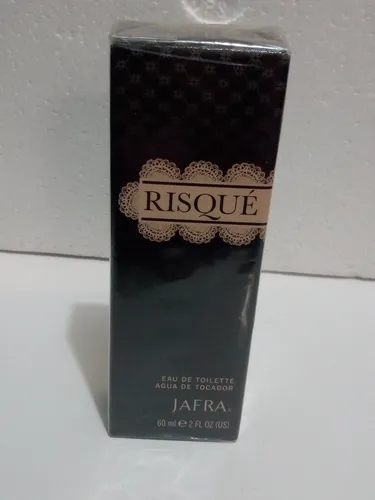 RISQUÉ
EAU DE TOILETTE
AGUA DE TOCADOR
JAFRA®
60 ml ℮ 2 FL OZ (US)